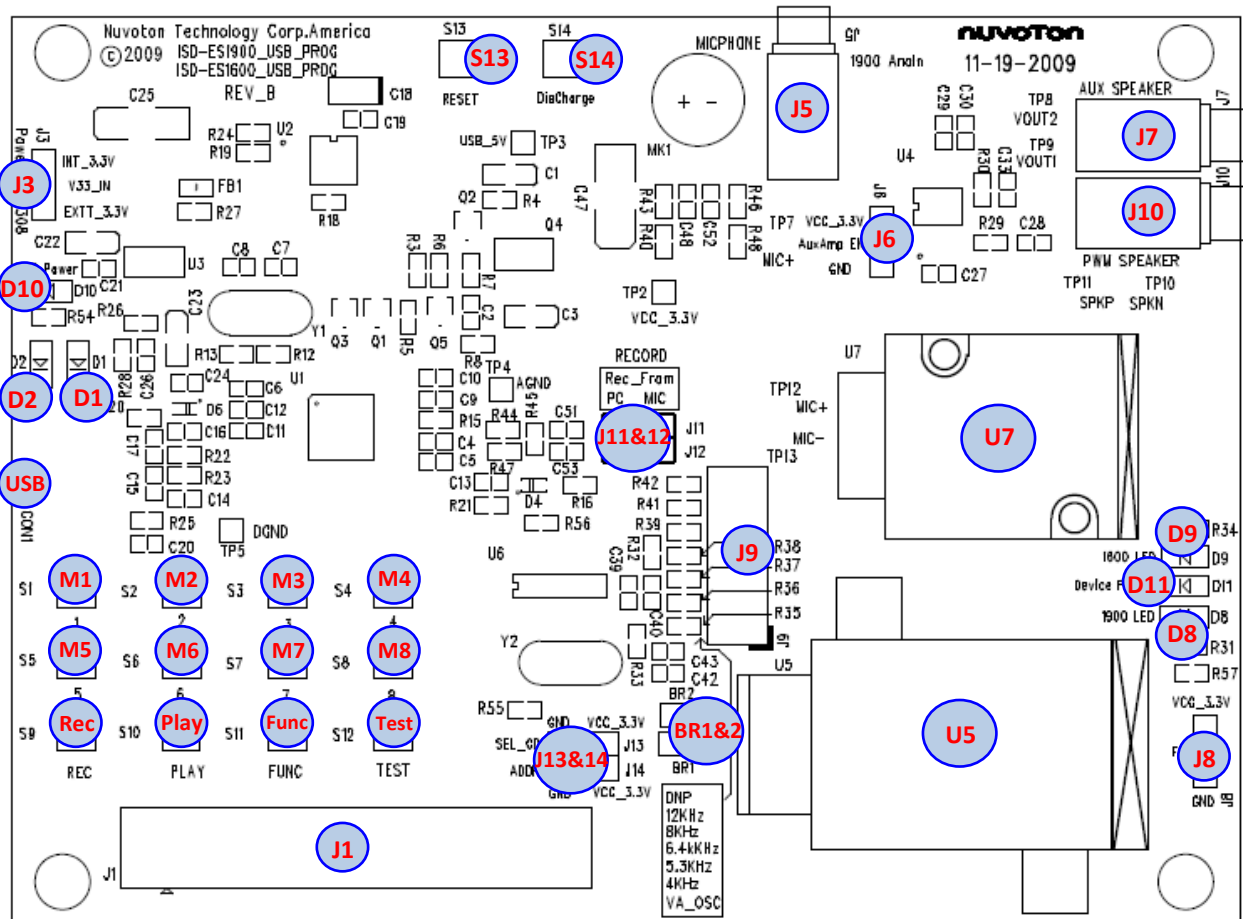 Nuvoton Technology Corp.America
©2009 ISD-ES1900_USB_PROG
ISD-ES1600_USB_PROG
REV_B
S13
S13
RESET
S14
S14
DisCharge
MICPHONE
+ -
MK1
J5
J5
1900 AnaIn
nuvoTon
11-19-2009
AUX SPEAKER
J7
J7
TP8
VOUT2
TP9
VOUT1
J10
J10
PWM SPEAKER
TP11
SPKP
TP10
SPKN
C25
C18
C19
R24
U2
R19
J3
J3
INT_3.3V
V33_IN
EXTT_3.3V
FB1
R27
R18
USB_5V
TP3
C1
Q2
R4
Q4
C47
R43
C48
C52
R46
R40
R48
TP7
MIC+
C29
C30
U4
R30
C33
J6
J6
VCC_3.3V
AuxAmp
GND
R29
C28
C27
C22
U3
C8
C7
R3
R6
R7
TP2
VCC_3.3V
Power
C21
D10
D10
R54
R26
C23
Y1
Q3
Q1
R5
Q5
C2
C3
R8
D2
D2
D1
D1
R28
C26
R13
R12
C24
U1
C6
D6
C12
C16
C11
C17
R22
C15
R23
C14
R25
C20
TP5
DGND
C10
C9
R15
C4
C5
TP4
AGND
R44
R45
C51
R47
C53
C13
R21
D4
R16
R56
RECORD
Rec_Fram
PC MIC
J11&12
J11
J12
R42
R41
R39
R32
U7
U7
TP12
MIC+
MIC-
TP13
J9
R38
R37
R36
R35
J9
USB
CON1
U6
C39
C40
R33
C43
C42
Y2
R55
D9
R34
1600 LED
D9
D11
D11
1900 LED
D8
D8
R31
R57
S1
M1
1
S2
M2
2
S3
M3
3
S4
M4
4
S5
M5
5
S6
M6
6
S7
M7
7
S8
M8
8
S9
Rec
REC
S10
Play
PLAY
S11
Func
FUNC
S12
Test
TEST
GND
VCC_3.3V
J13&14
J13
J14
GND
VCC_3.3V
BR2
BR1&2
BR1
DNP
12KHz
8KHz
6.4kKHz
5.3KHz
4KHz
VA_OSC
U5
U5
VCC_3.3V
J8
GND
J1
J1